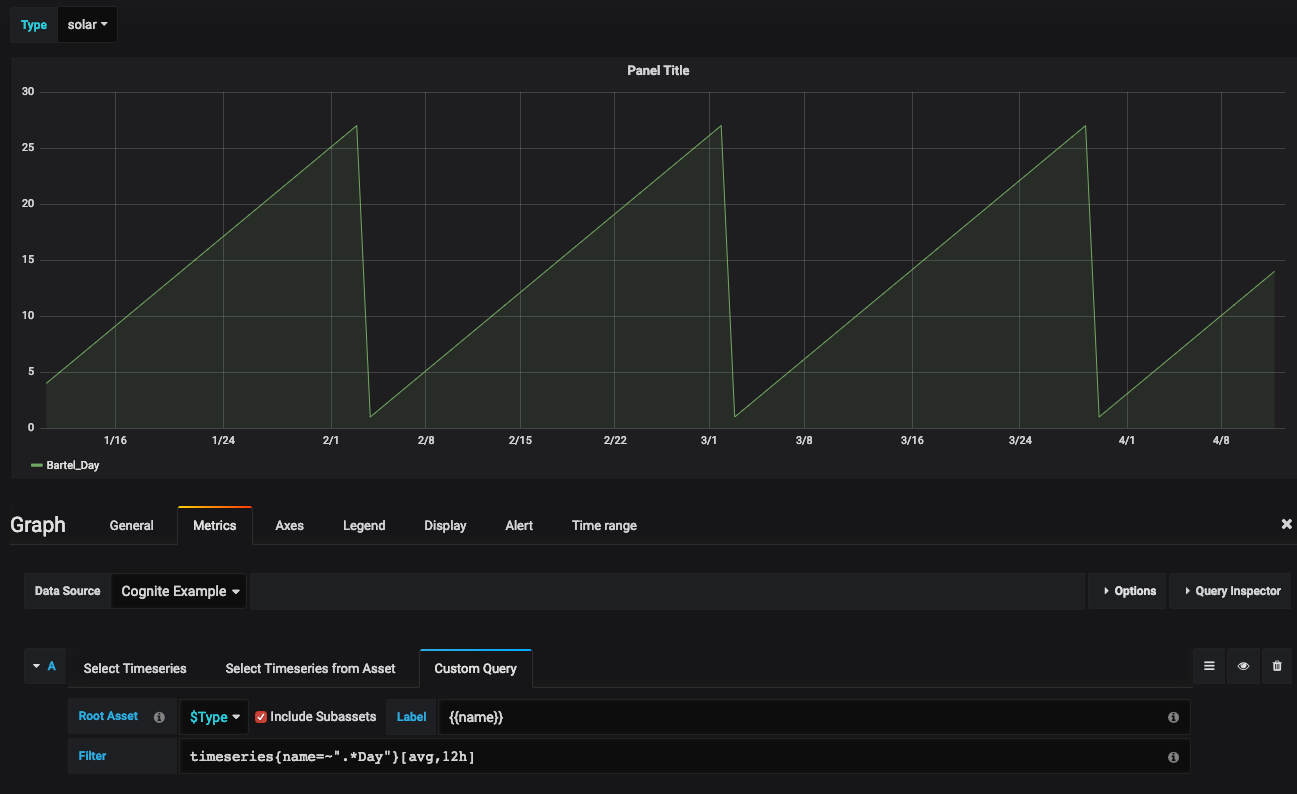 Type solar
Panel Title
30
25
20
15
10
5
0
1/16 1/24 2/1 2/8 2/15 2/22 3/1 3/8 3/16 3/24 4/1 4/8
Bartel_Day
Graph General Metrics Axes Legend Display Alert Time range
Data Source Cognite Example Options Query Inspector
A Select Timeseries Select Timeseries from Asset Custom Query
Root Asset $Type Include Subassets Label {{name}}
Filter timeseries{name=~".*Day"}[avg,12h]